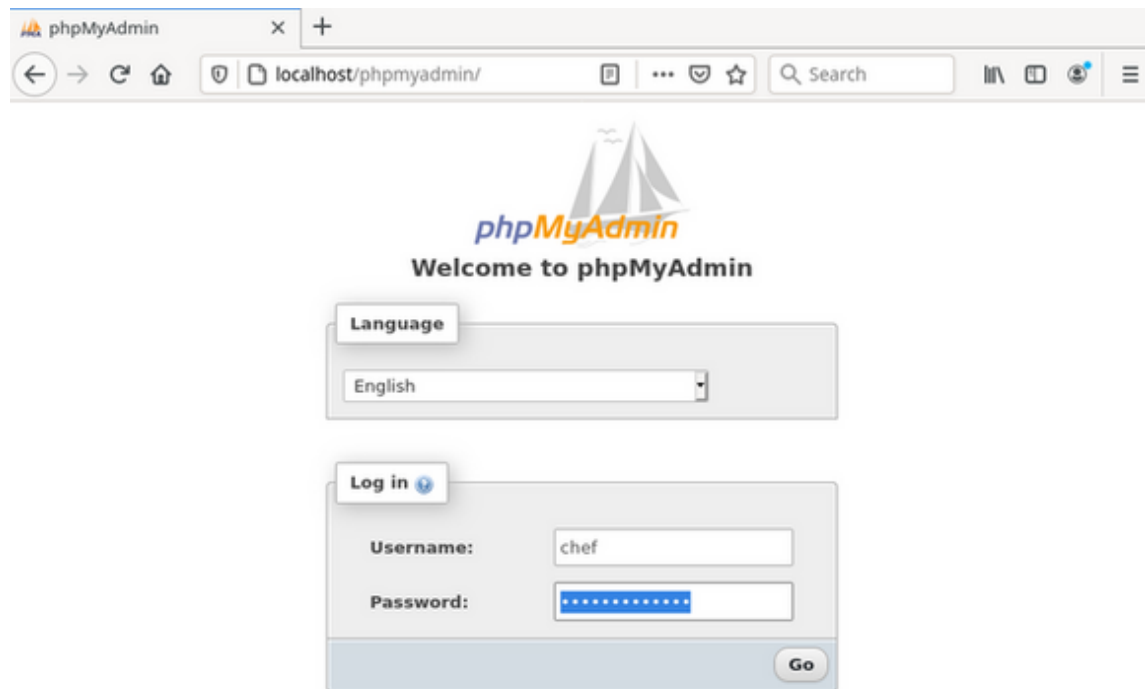 phpMyAdmin
localhost/phpmyadmin/
Search
phpMyAdmin
Welcome to phpMyAdmin
Language
English
Log in
Username: chef
Password: •••••••••••••
Go